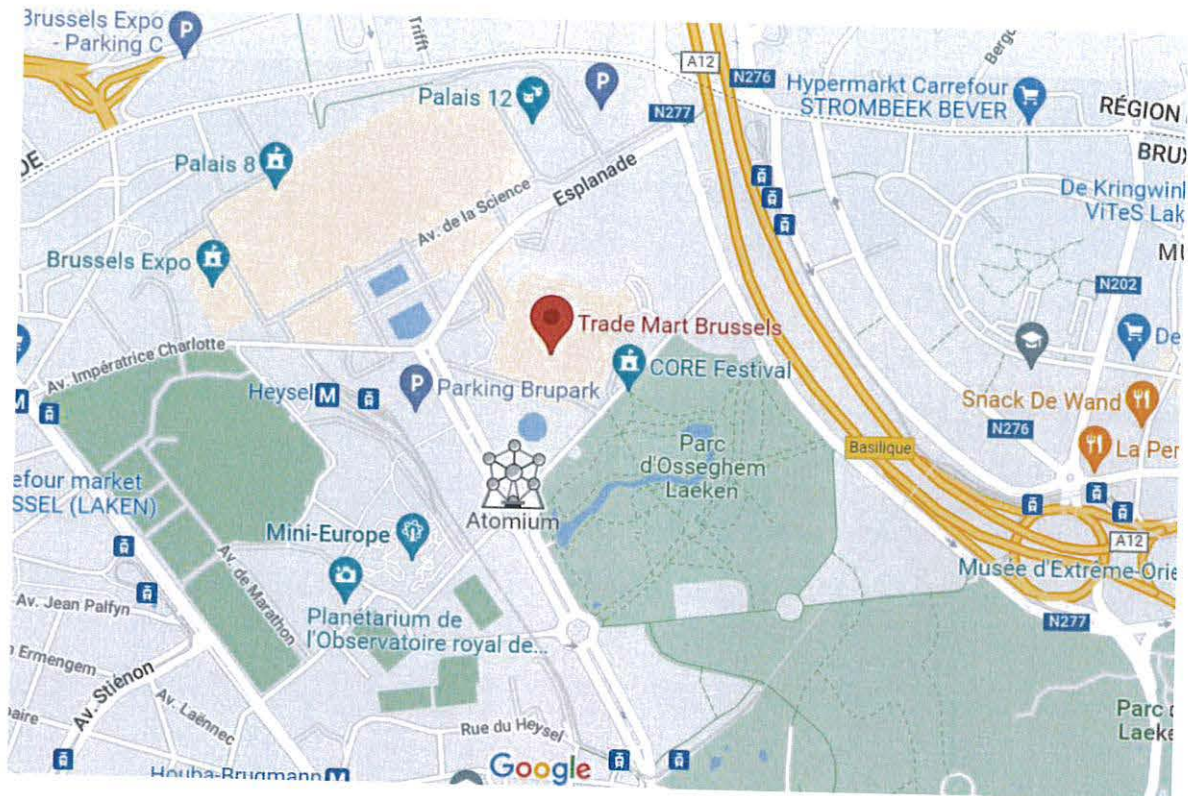 Brussels Expo
- Parking C
Trifft
A12
N276
Palais 12
N277
Hypermarkt Carrefour
STROMBEEK BEVER
RÉGION
BRUX
DE
Palais 8
Esplanade
Av. de la Science
De Kringwinl
ViTeS Lak
Brussels Expo
N202
Trade Mart Brussels
De
Av. Impératrice Charlotte
CORE Festival
Heysel M
Parking Brupark
Snack De Wand
M
N276
Parc
d'Osseghem
Laeken
Basilique
La Per
efour market
SSEL (LAKEN)
Atomium
Mini-Europe
A12
Musée d'Extrême-Orie
Av. de Marathon
Av. Jean Palfyn
Planétarium de
l'Observatoire royal de...
N277
n Ermengem
Av. Stiénon
Av. Laënnec
baire
Rue du Heysel
Parc d
Laeke
Houba-Brugmann M
Google